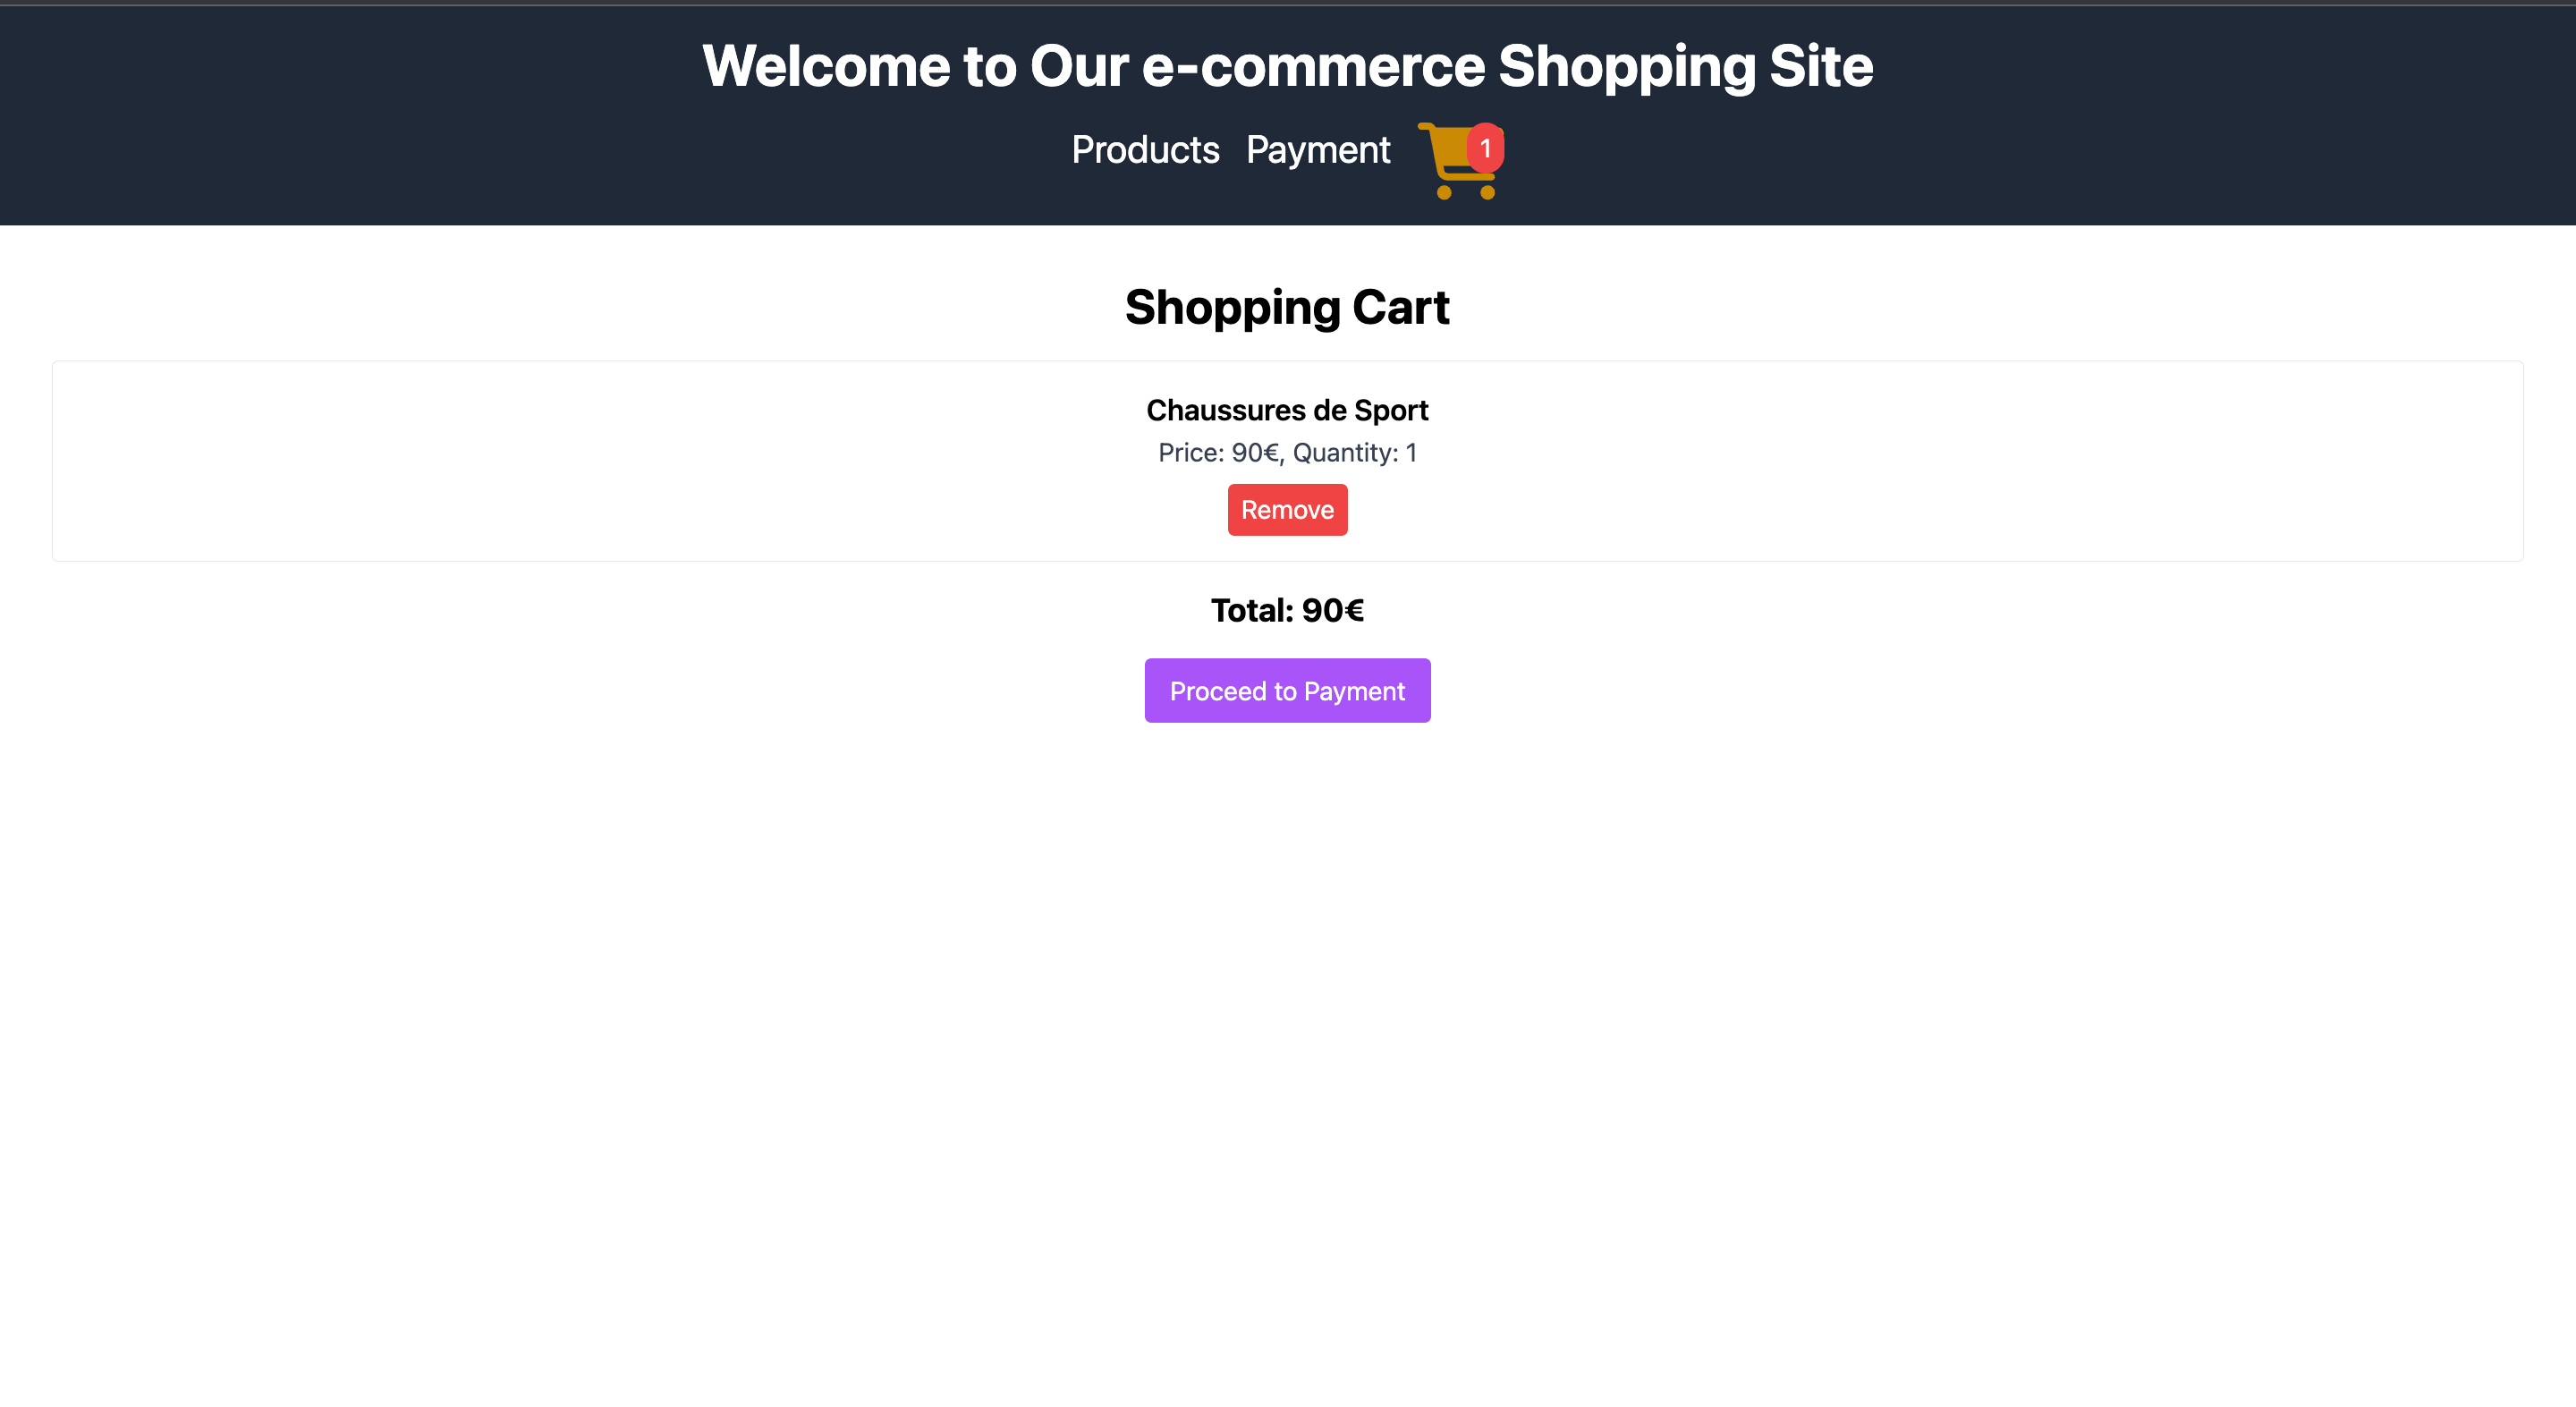 Welcome to Our e-commerce Shopping Site
Products Payment 1
Shopping Cart
Chaussures de Sport
Price: 90€, Quantity: 1
Remove
Total: 90€
Proceed to Payment